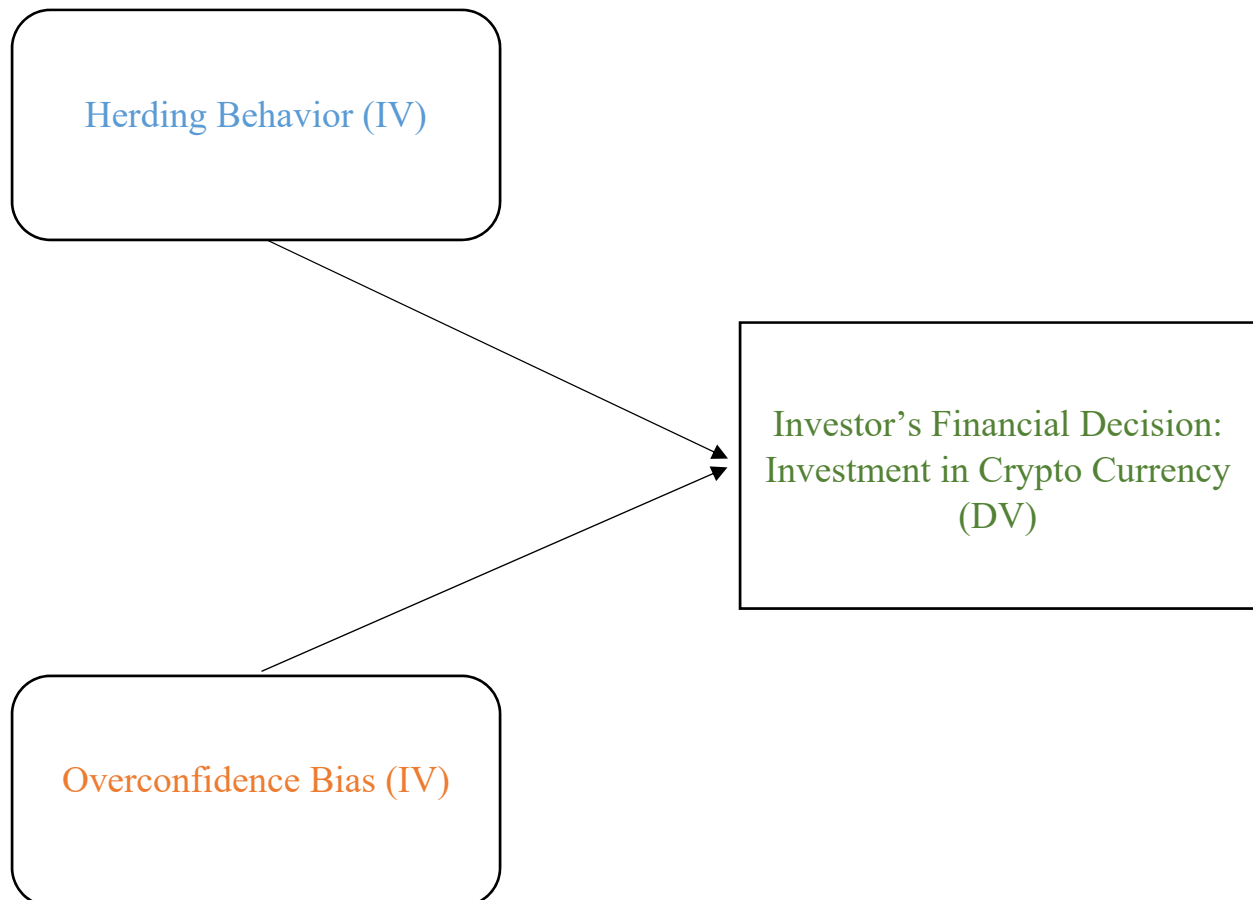 Herding Behavior (IV)
Investor’s Financial Decision:
Investment in Crypto Currency
(DV)
Overconfidence Bias (IV)